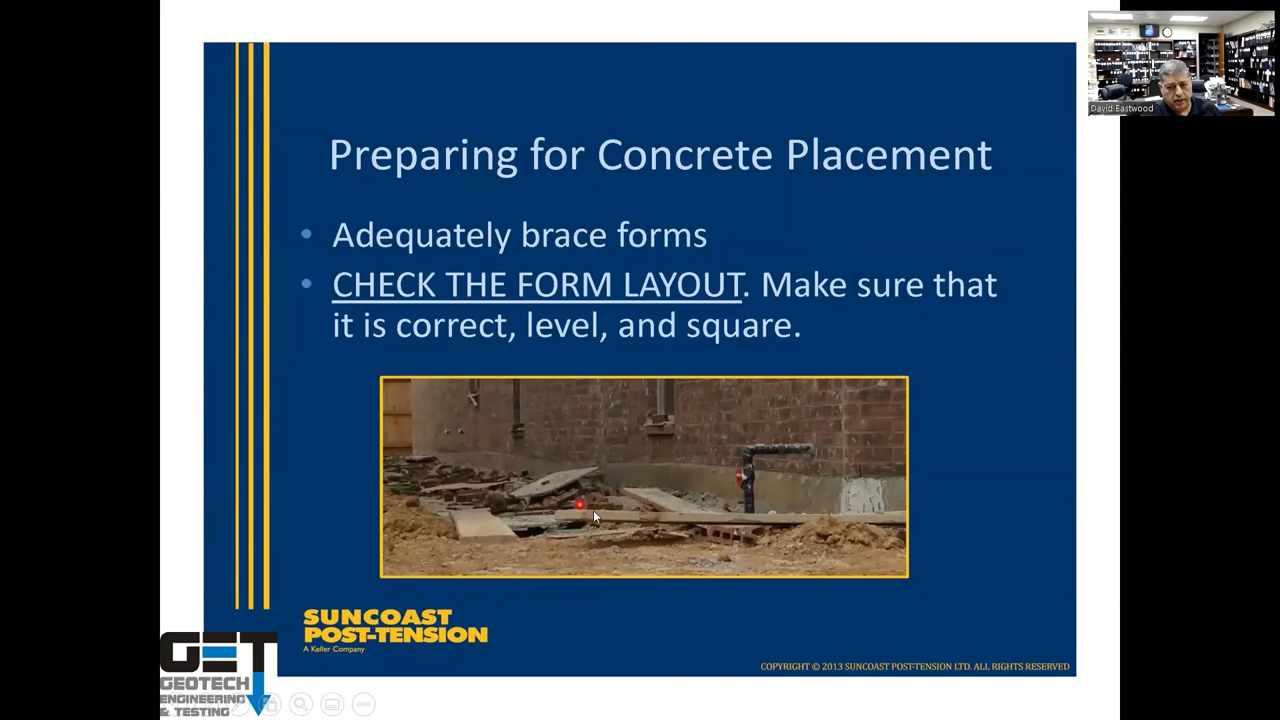 David Eastwood
Preparing for Concrete Placement
• Adequately brace forms
• CHECK THE FORM LAYOUT. Make sure that
it is correct, level, and square.
SUNCOAST
POST-TENSION
A Keller Company
GET
GEOTECH
ENGINEERING
& TESTING
COPYRIGHT © 2013 SUNCOAST POST-TENSION LTD. ALL RIGHTS RESERVED